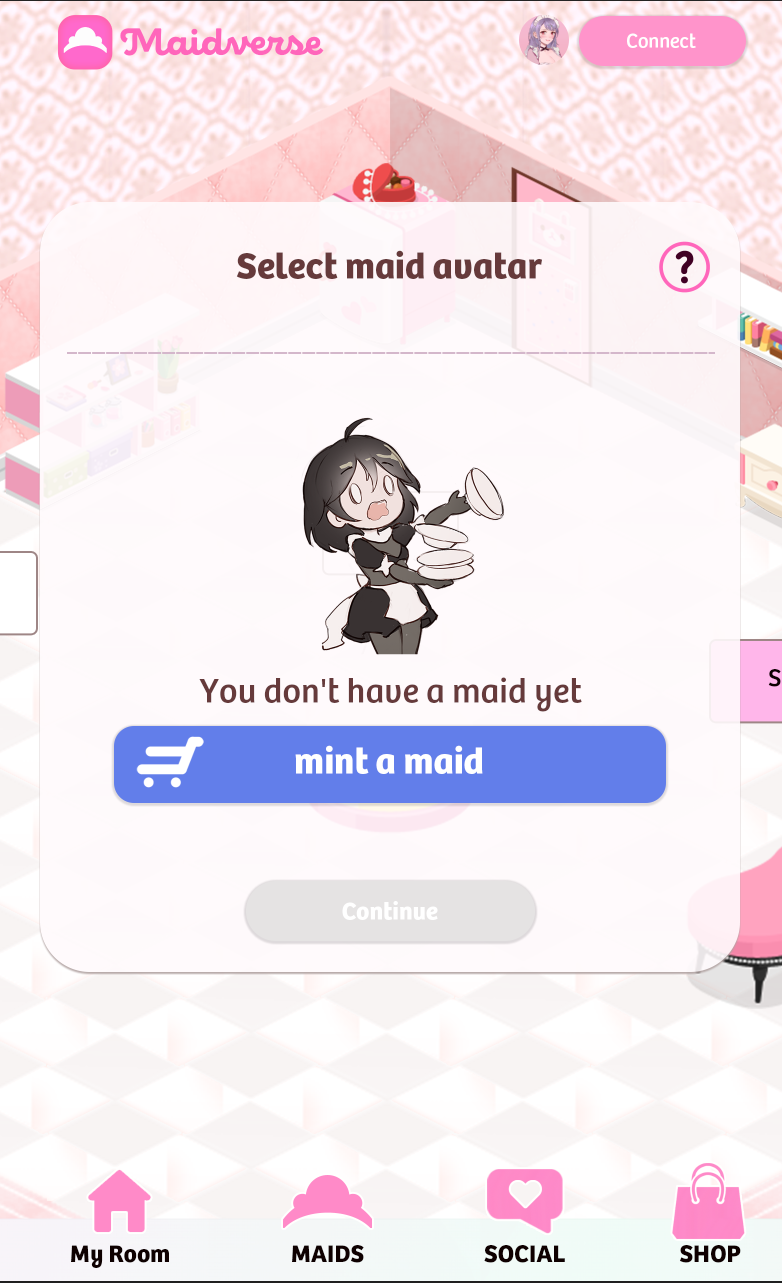 Maidverse
Connect
Select maid avatar
?
You don't have a maid yet
S
mint a maid
Continue
My Room
MAIDS
SOCIAL
SHOP